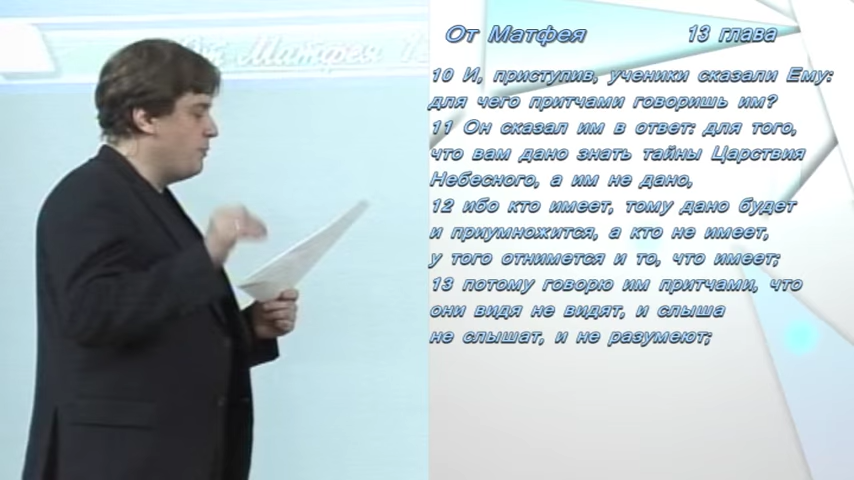 Матфея
От Матфея 13 глава
10 И, приступив, ученики сказали Ему:
для чего притчами говоришь им?
11 Он сказал им в ответ: для того,
что вам дано знать тайны Царствия
Небесного, а им не дано,
12 ибо кто имеет, тому дано будет
и приумножится, а кто не имеет,
у того отнимется и то, что имеет;
13 потому говорю им притчами, что
они видя не видят, и слыша
не слышат, и не разумеют;